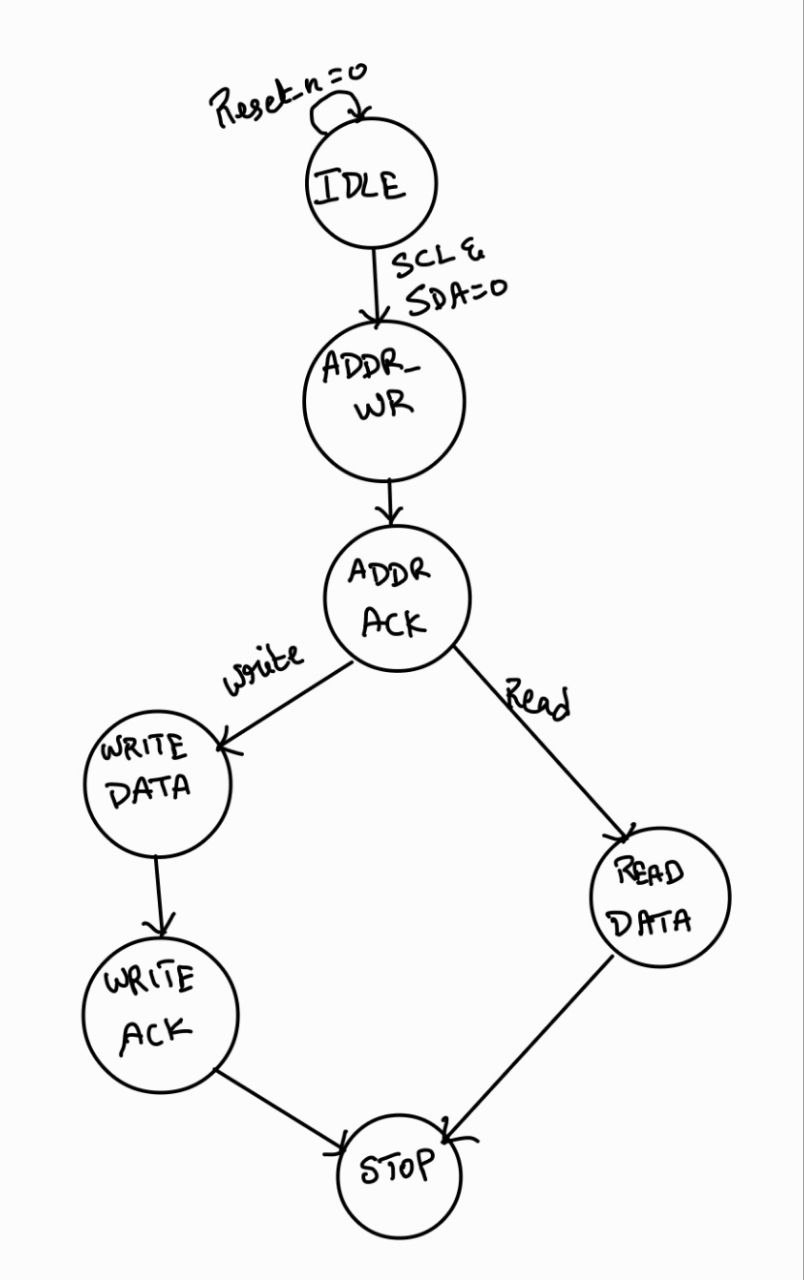 Reset_n=0
IDLE
SCL &
SDA=0
ADDR_
WR
ADDR
ACK
Write
Read
WRITE
DATA
READ
DATA
WRITE
ACK
STOP